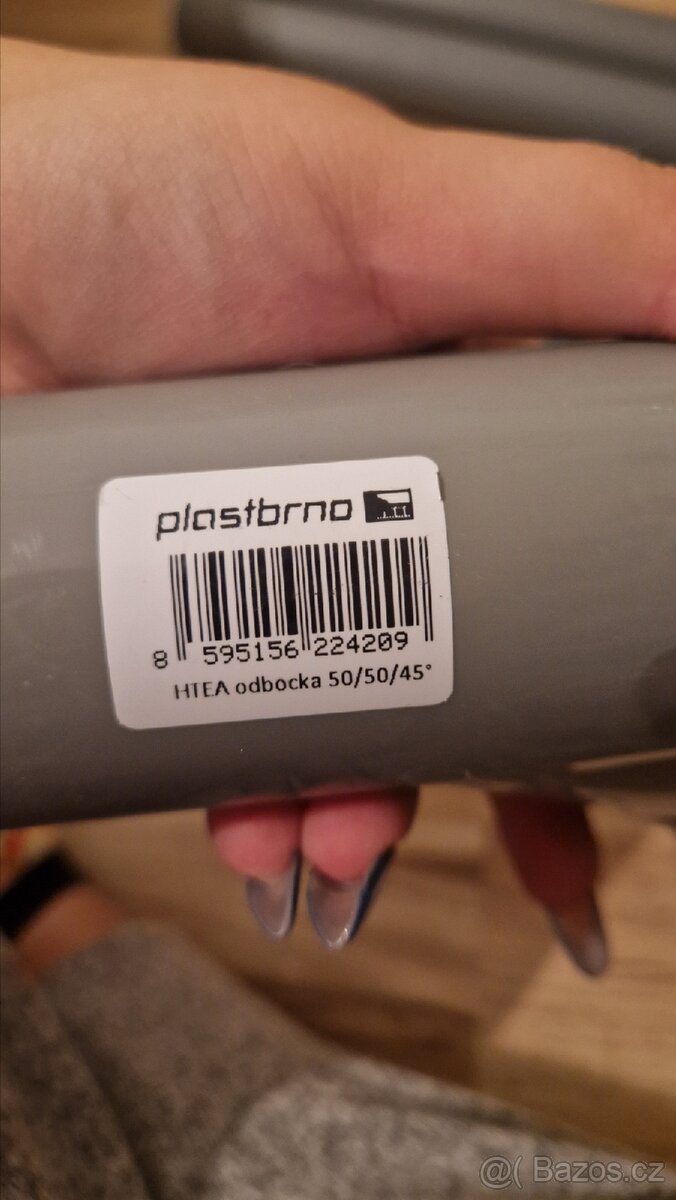 plastbrno
8 595156 224209
HTEA odbocka 50/50/45°
@( Bazos.cz